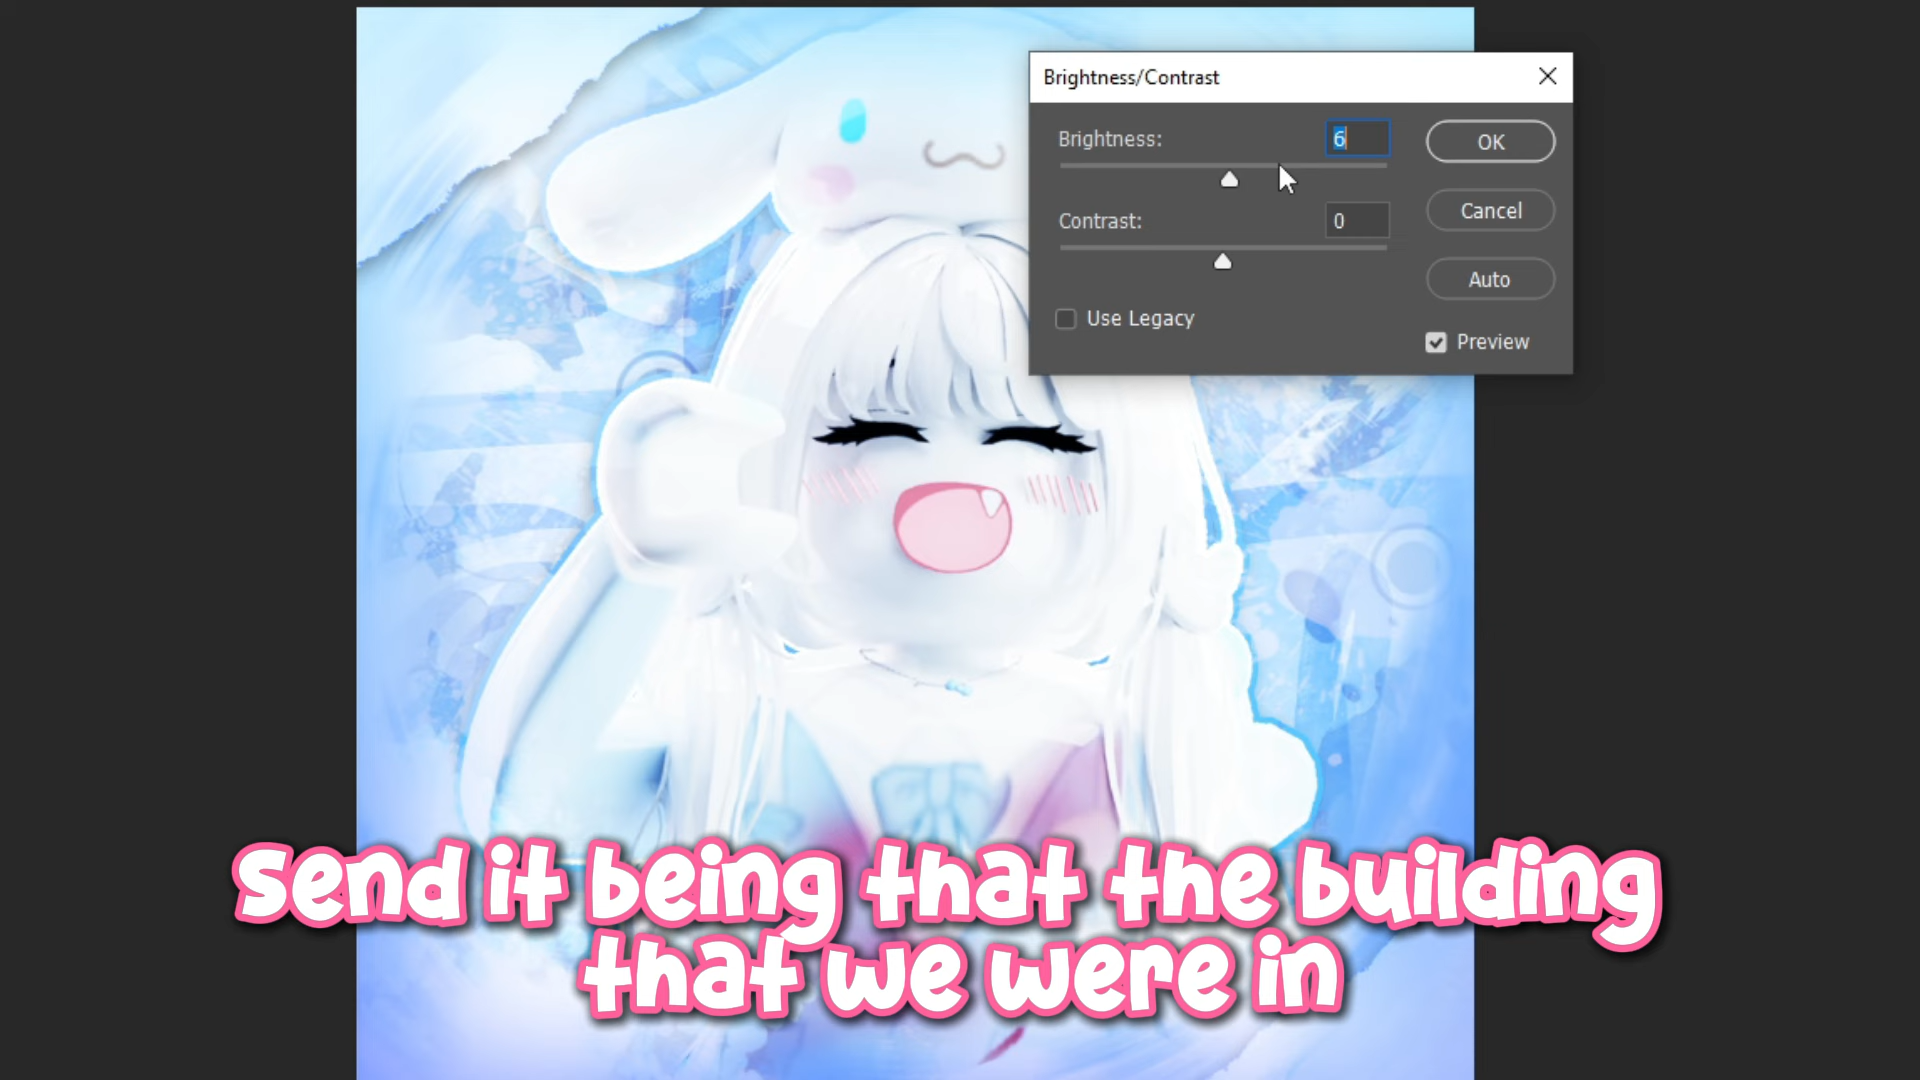 Brightness/Contrast
Brightness:
6
OK
Contrast:
0
Cancel
Auto
Use Legacy
Preview
send it being that the building
that we were in